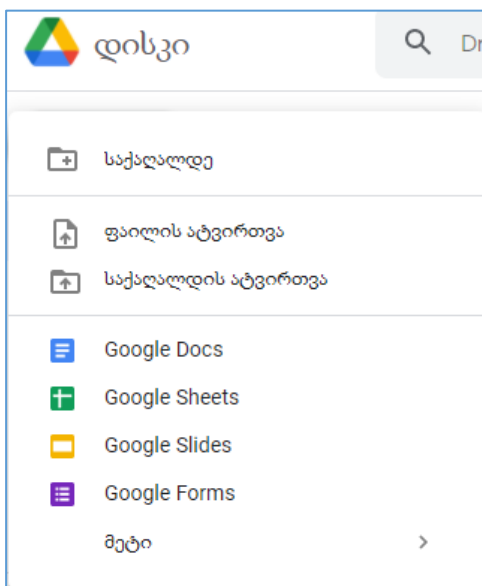 დისკი
Dr
საქაღალდე
ფაილის ატვირთვა
საქაღალდის ატვირთვა
Google Docs
Google Sheets
Google Slides
Google Forms
მეტი